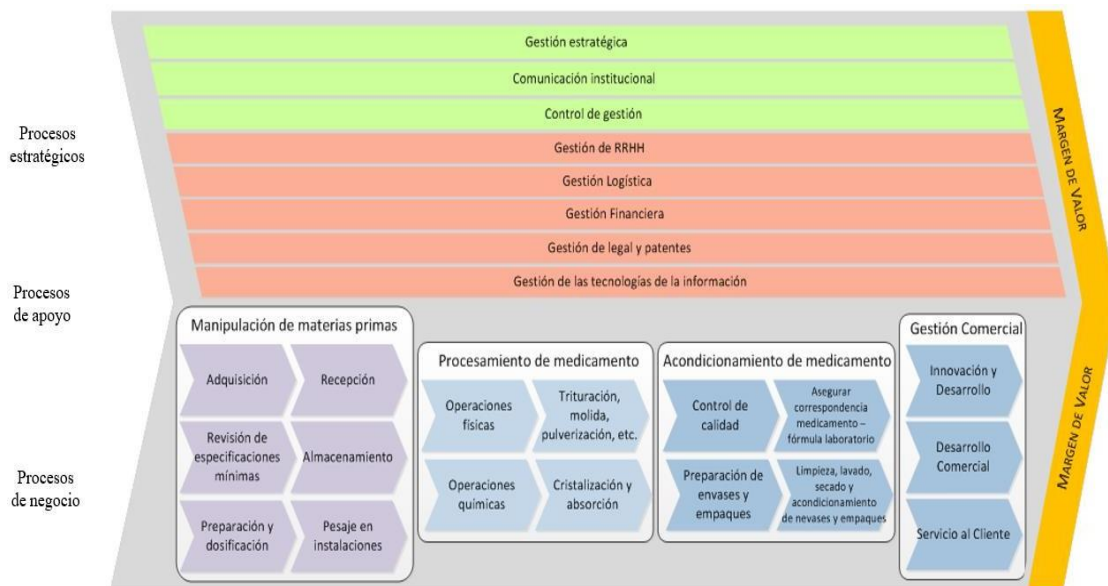 Gestión estratégica
Comunicación institucional
Control de gestión
Procesos
estratégicos
Gestión de RRHH
Gestión Logística
Gestión Financiera
Gestión de legal y patentes
Gestión de las tecnologías de la información
MARGEN DE VALOR
Procesos
de apoyo
Procesos
de negocio
Manipulación de materias primas
Adquisición
Recepción
Revisión de
especificaciones
mínimas
Almacenamiento
Preparación y
dosificación
Pesaje en
instalaciones
Procesamiento de medicamento
Operaciones
físicas
Trituración,
molida,
pulverización, etc.
Operaciones
químicas
Cristalización y
absorción
Acondicionamiento de medicamento
Control de
calidad
Asegurar
correspondencia
medicamento –
fórmula laboratorio
Preparación de
envases y
empaques
Limpieza, lavado,
secado y
acondicionamiento
de nevases y empaques
Gestión Comercial
Innovación y
Desarrollo
Desarrollo
Comercial
Servicio al Cliente
MARGEN DE VALOR